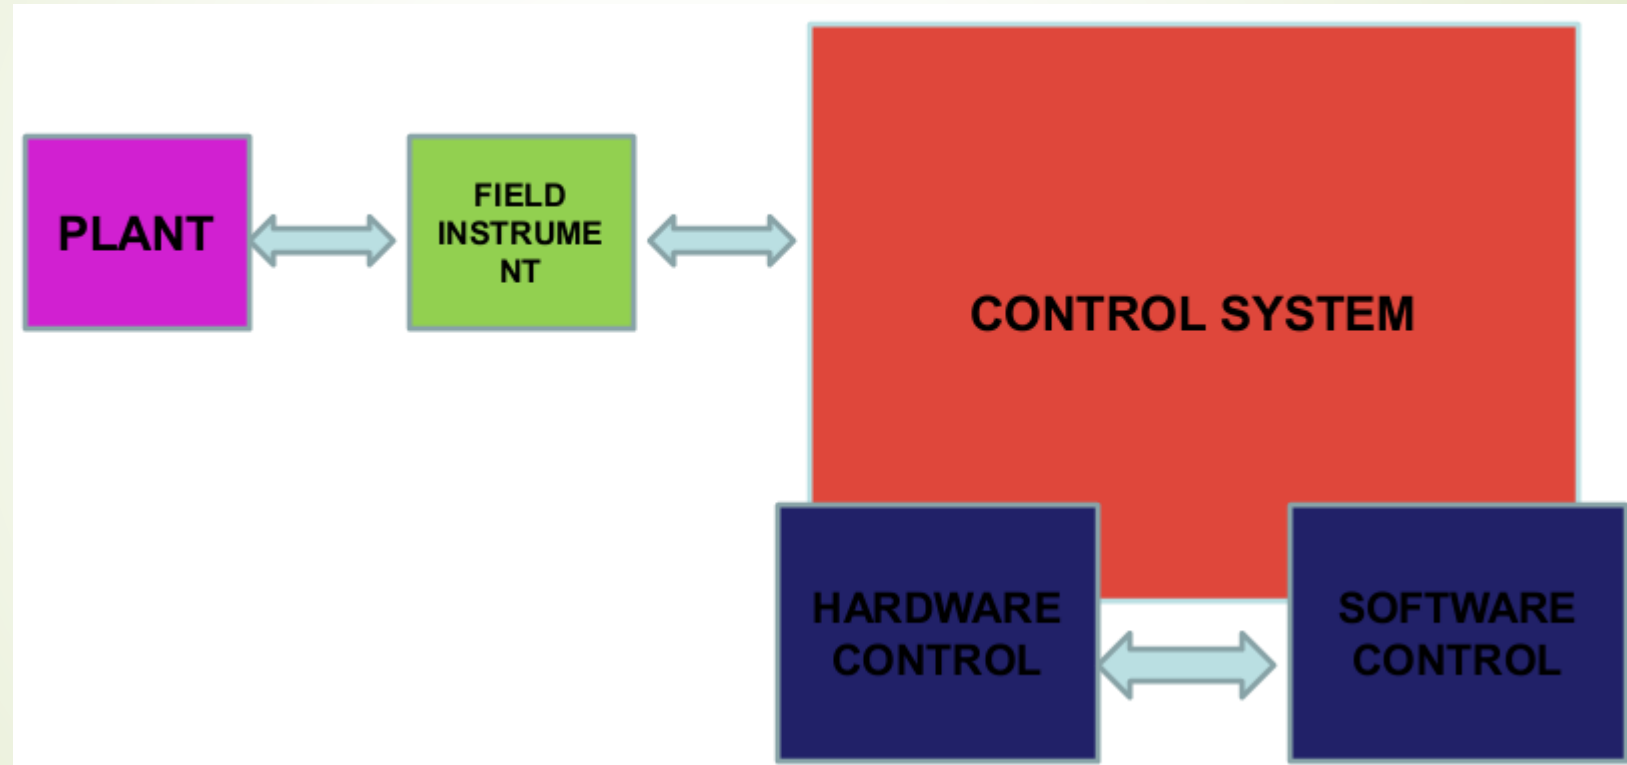 PLANT
FIELD
INSTRUME
NT
CONTROL SYSTEM
HARDWARE
CONTROL
SOFTWARE
CONTROL